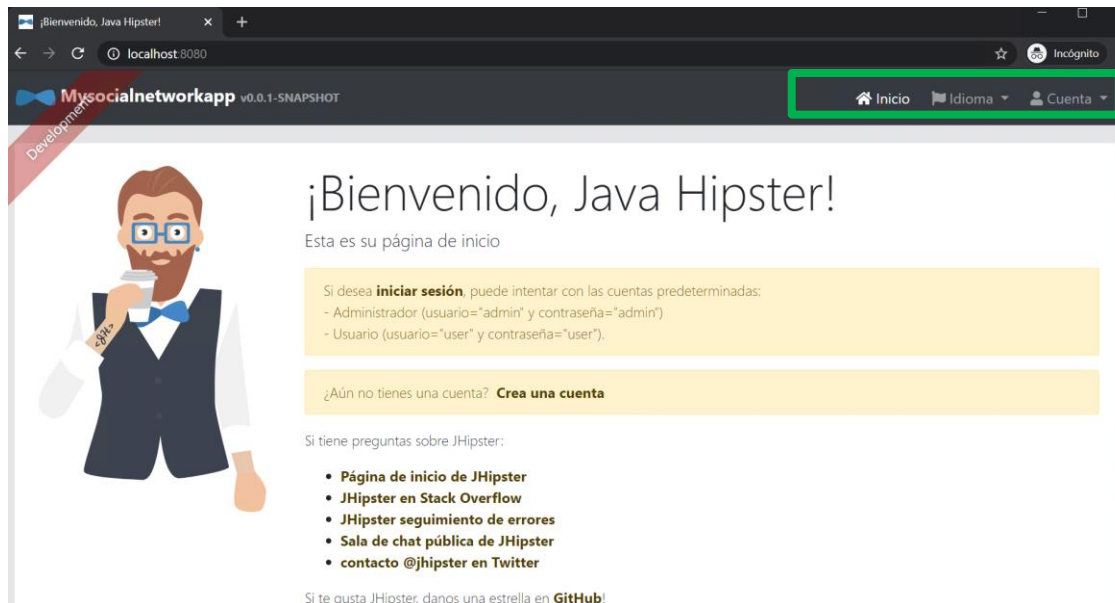 ¡Bienvenido, Java Hipster!
localhost:8080
Incógnito
Mysocialnetworkapp v0.0.1-SNAPSHOT
Inicio Idioma Cuenta
Development
<JH>
¡Bienvenido, Java Hipster!
Esta es su página de inicio
Si desea iniciar sesión, puede intentar con las cuentas predeterminadas:
- Administrador (usuario="admin" y contraseña="admin")
- Usuario (usuario="user" y contraseña="user").
¿Aún no tienes una cuenta? Crea una cuenta
Si tiene preguntas sobre JHipster:
• Página de inicio de JHipster
• JHipster en Stack Overflow
• JHipster seguimiento de errores
• Sala de chat pública de JHipster
• contacto @jhipster en Twitter
Si te gusta JHipster, danos una estrella en GitHub!